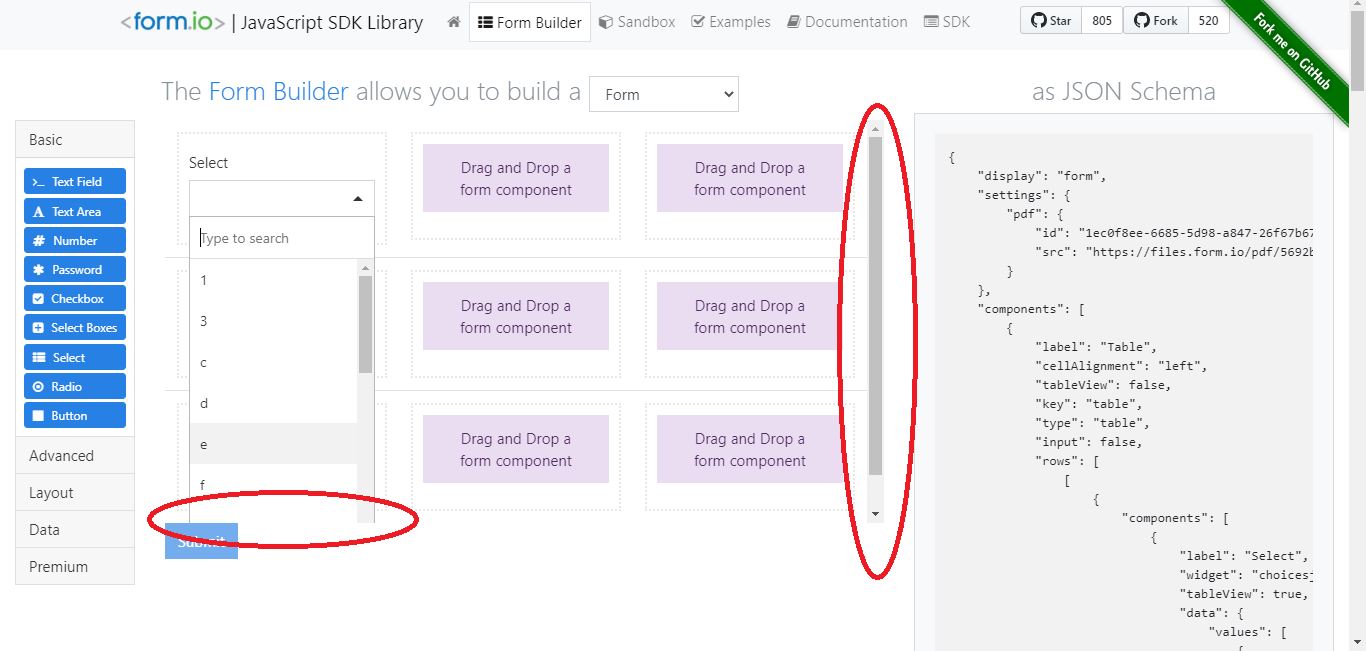 <form.io> | JavaScript SDK Library
Form Builder
Sandbox
Examples
Documentation
SDK
Star
805
Fork
520
Fork me on GitHub
The Form Builder allows you to build a
Form
as JSON Schema
Basic
Text Field
Text Area
Number
Password
Checkbox
Select Boxes
Select
Radio
Button
Advanced
Layout
Data
Premium
Select
Type to search
1
3
c
d
e
f
Drag and Drop a
form component
Drag and Drop a
form component
Drag and Drop a
form component
Drag and Drop a
form component
Drag and Drop a
form component
Drag and Drop a
form component
Submit
{
"display": "form",
"settings": {
"pdf": {
"id": "1ec0f8ee-6685-5d98-a847-26f67b67
"src": "https://files.form.io/pdf/5692b
}
},
"components": [
{
"label": "Table",
"cellAlignment": "left",
"tableView": false,
"key": "table",
"type": "table",
"input": false,
"rows": [
[
{
"components": [
{
"label": "Select",
"widget": "choicesj
"tableView": true,
"data": {
"values": [
{